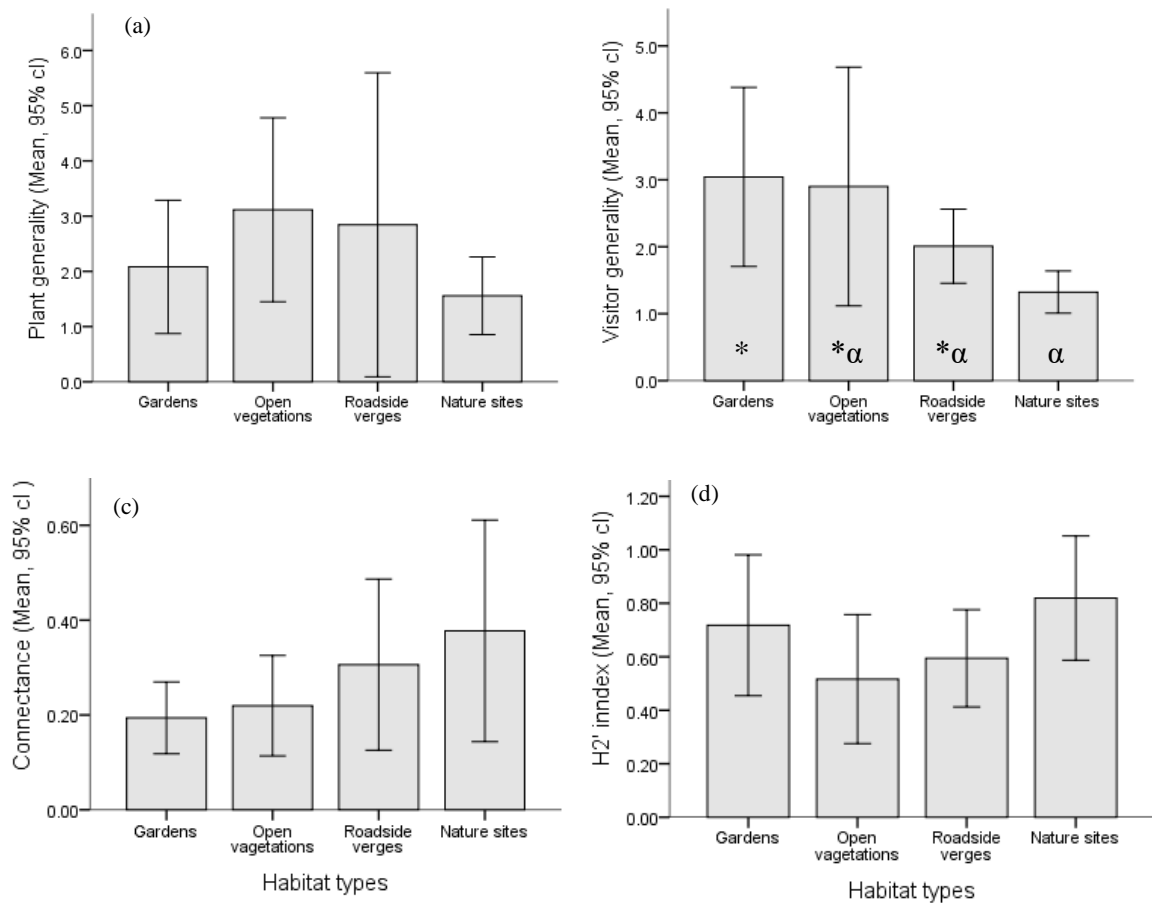 (a)
Plant generality (Mean, 95% cl)
6.0
5.0
4.0
3.0
2.0
1.0
0.0
Gardens
Open
vegetations
Roadside
verges
Nature sites
Visitor generality (Mean, 95% cl)
5.0
4.0
3.0
2.0
1.0
0.0
* *α *α α
Gardens
Open
vagetations
Roadside
verges
Nature sites
(c)
Connectance (Mean, 95% cl )
0.60
0.40
0.20
0.00
Gardens
Open
vagetations
Roadside
verges
Nature sites
Habitat types
(d)
H2' inndex (Mean, 95% cl)
1.20
1.00
0.80
0.60
0.40
0.20
0.00
Gardens
Open
vagetations
Roadside
verges
Nature sites
Habitat types